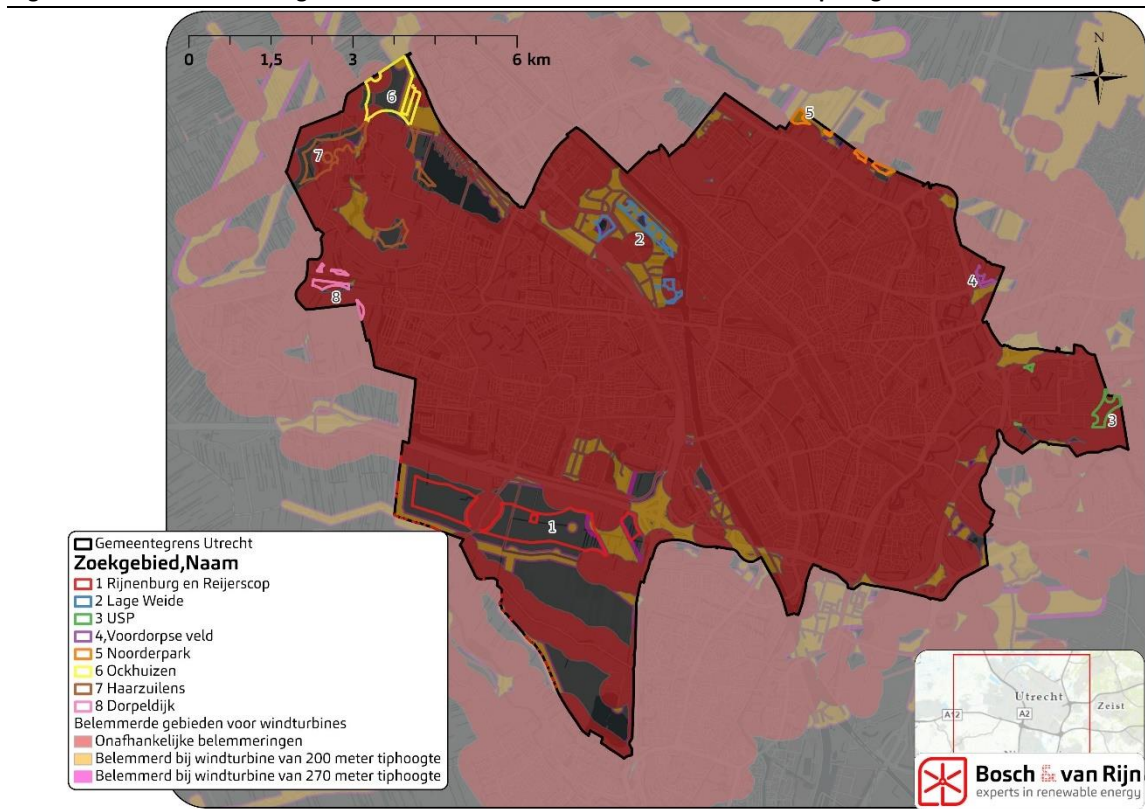 0 1,5 3 6 km
N
6
5
7
2
4
8
3
1
Gemeentegrens Utrecht
Zoekgebied,Naam
1 Rijnenburg en Reijerscop
2 Lage Weide
3 USP
4,Voordorpse veld
5 Noorderpark
6 Ockhuizen
7 Haarzuilens
8 Dorpeldijk
Belemmerde gebieden voor windturbines
Onafhankelijke belemmeringen
Belemmerd bij windturbine van 200 meter tiphoogte
Belemmerd bij windturbine van 270 meter tiphoogte
Utrecht
Zeist
A12
A2
Bosch & van Rijn
experts in renewable energy